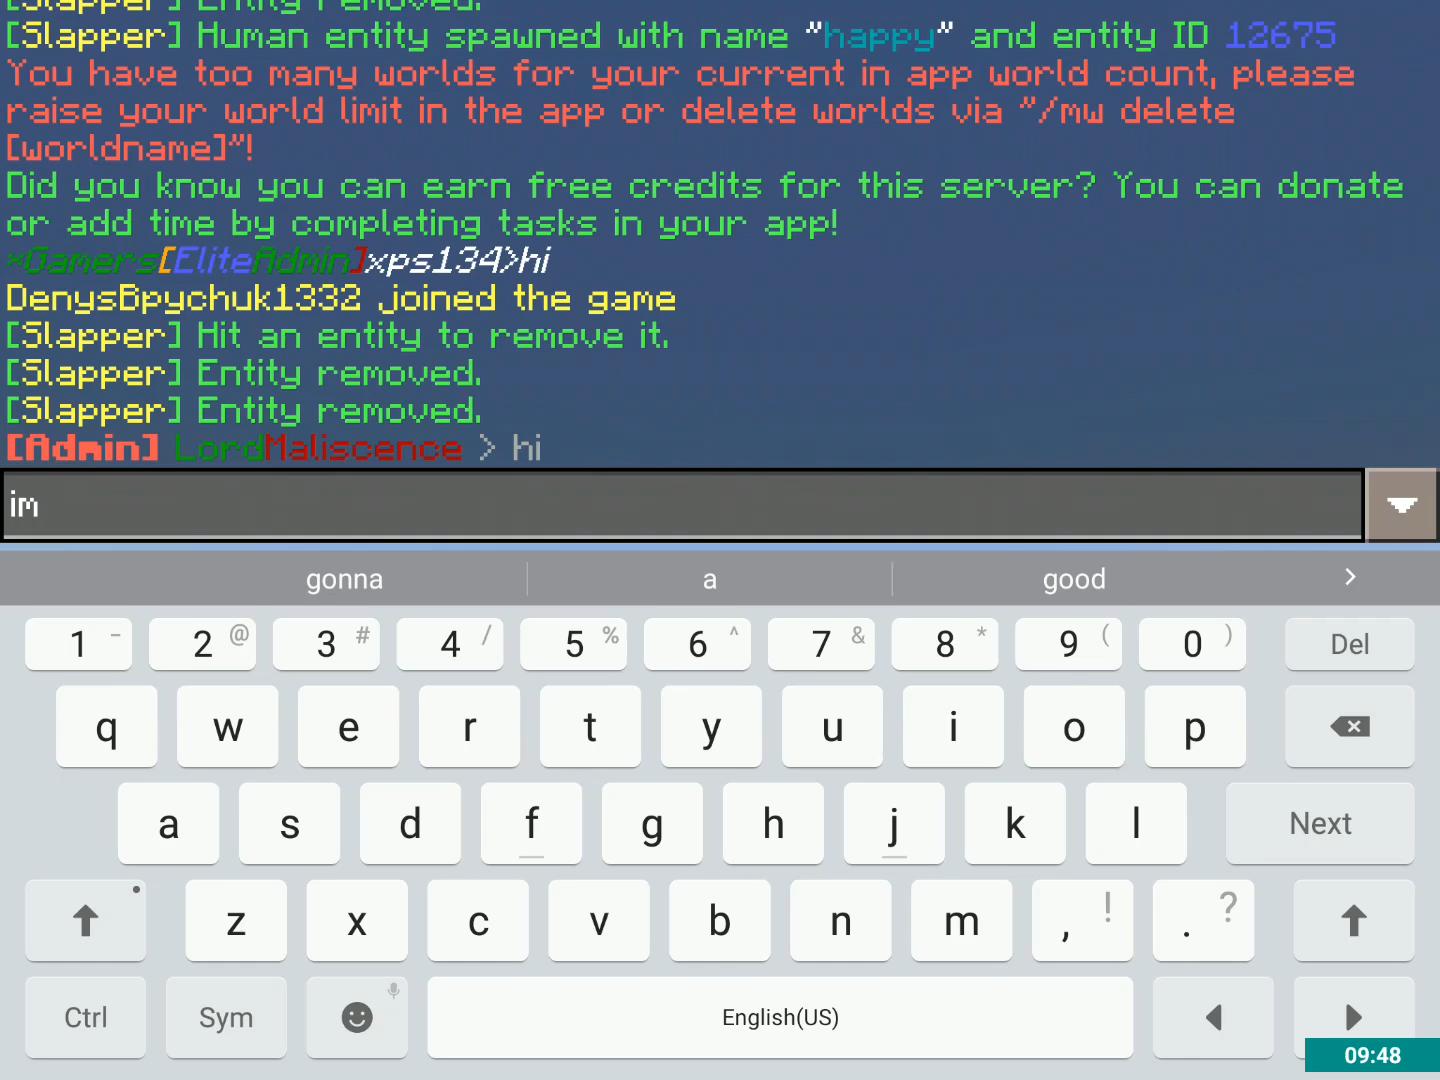 [Slapper] Entity removed.
[Slapper] Human entity spawned with name "happy" and entity ID 12675
You have too many worlds for your current in app world count, please
raise your world limit in the app or delete worlds via "/mw delete
[worldname]"!
Did you know you can earn free credits for this server? You can donate
or add time by completing tasks in your app!
*Gamers[EliteAdmin]xps134>hi
DenysBpychuk1332 joined the game
[Slapper] Hit an entity to remove it.
[Slapper] Entity removed.
[Slapper] Entity removed.
[Admin] LordMaliscence > hi
im
gonna a good >
1 - 2 @ 3 # 4 / 5 % 6 ^ 7 & 8 * 9 ( 0 ) Del
q w e r t y u i o p
a s d f g h j k l Next
z x c v b n m , ! . ?
Ctrl Sym English(US)
09:48